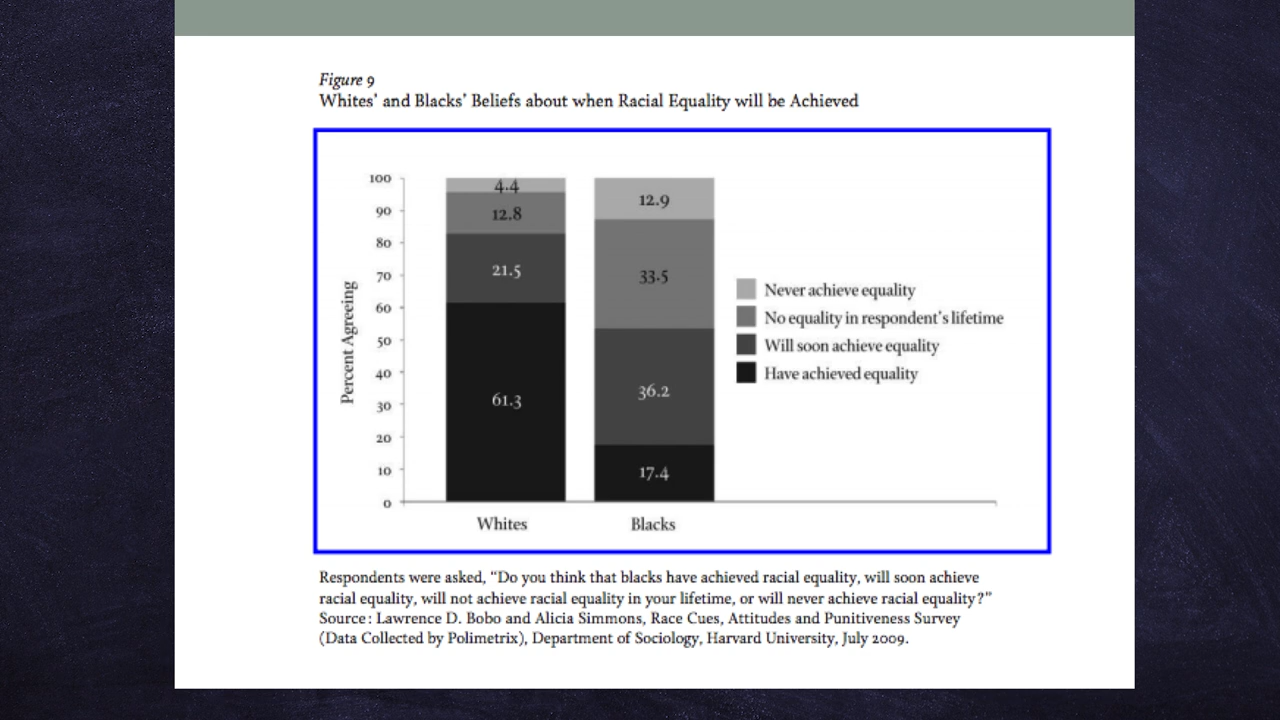 Figure 9
Whites' and Blacks' Beliefs about when Racial Equality will be Achieved
Percent Agreeing
100
90
80
70
60
50
40
30
20
10
0
4.4
12.8
21.5
61.3
12.9
33.5
36.2
17.4
Whites
Blacks
Never achieve equality
No equality in respondent's lifetime
Will soon achieve equality
Have achieved equality
Respondents were asked, “Do you think that blacks have achieved racial equality, will soon achieve
racial equality, will not achieve racial equality in your lifetime, or will never achieve racial equality?”
Source: Lawrence D. Bobo and Alicia Simmons, Race Cues, Attitudes and Punitiveness Survey
(Data Collected by Polimetrix), Department of Sociology, Harvard University, July 2009.